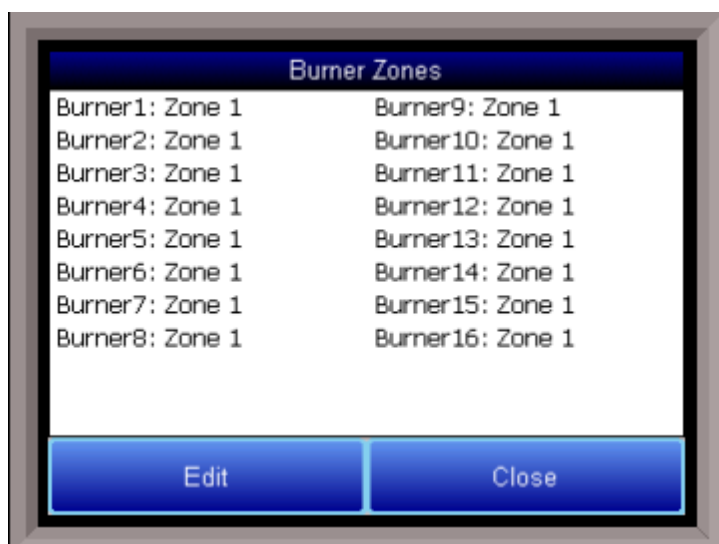 Burner Zones
Burner1: Zone 1
Burner2: Zone 1
Burner3: Zone 1
Burner4: Zone 1
Burner5: Zone 1
Burner6: Zone 1
Burner7: Zone 1
Burner8: Zone 1
Burner9: Zone 1
Burner10: Zone 1
Burner11: Zone 1
Burner12: Zone 1
Burner13: Zone 1
Burner14: Zone 1
Burner15: Zone 1
Burner16: Zone 1
Edit
Close